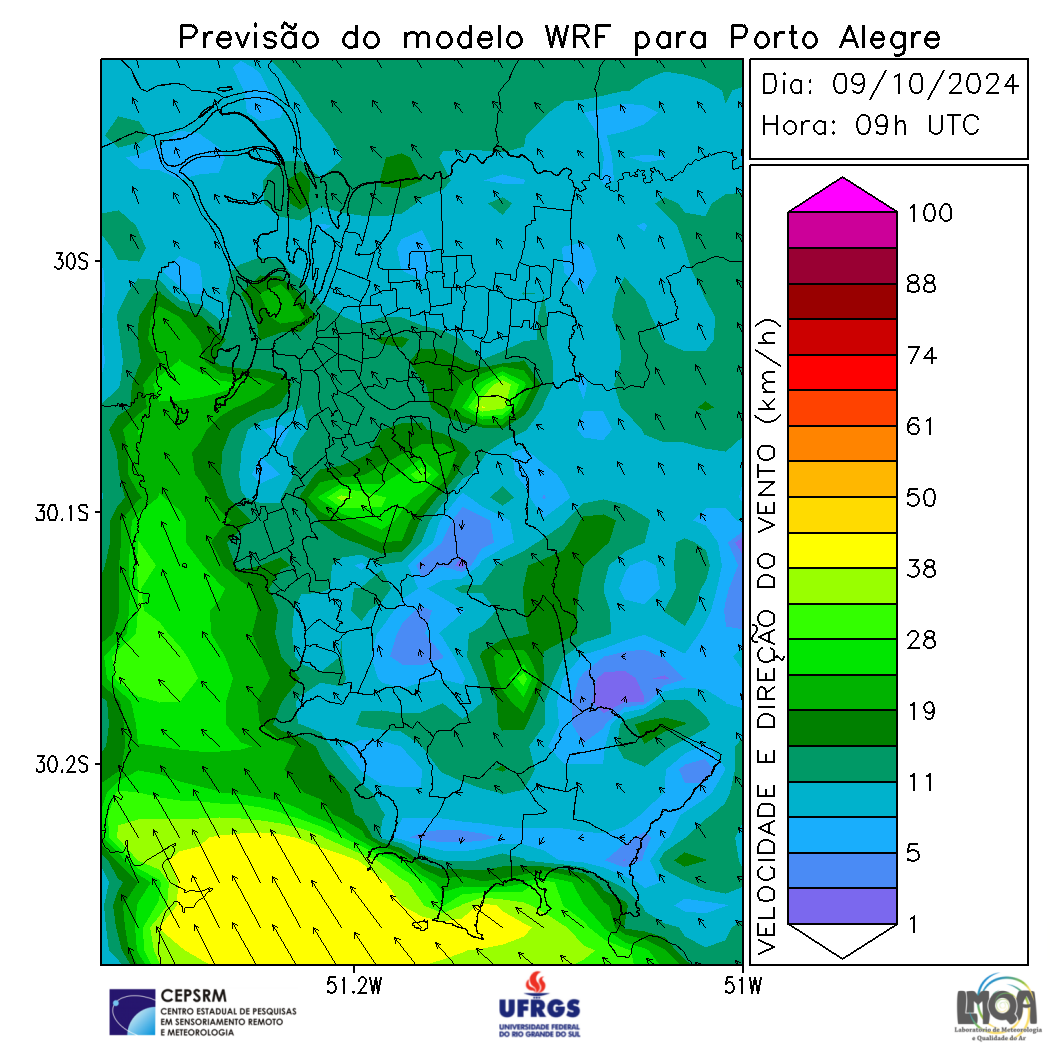 Previsão do modelo WRF para Porto Alegre
Dia: 09/10/2024
Hora: 09h UTC
30S
30.1S
30.2S
51.2W
51W
VELOCIDADE E DIREÇÃO DO VENTO (km/h)
100
88
74
61
50
38
28
19
11
5
1
CEPSRM
CENTRO ESTADUAL DE PESQUISAS
EM SENSORIAMENTO REMOTO
E METEOROLOGIA
UFRGS
UNIVERSIDADE FEDERAL
DO RIO GRANDE DO SUL
LMQA
Laboratório de Meteorologia
e Qualidade do Ar